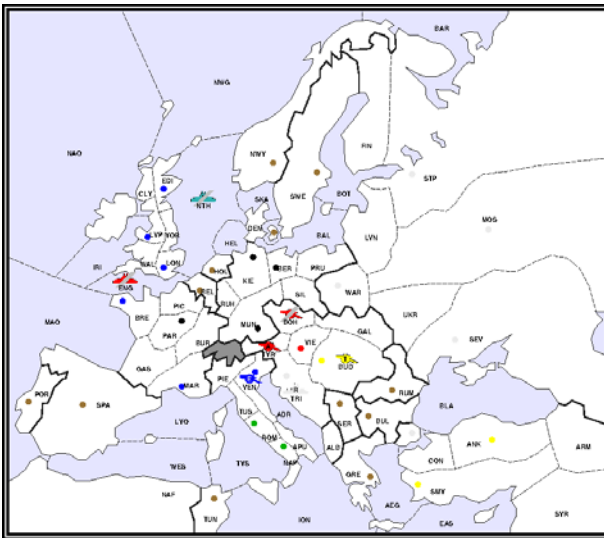 BAR
NWG
NAO
FIN
NWY
STP
EDI
CLY
SWE
BOT
NTH
SKA
MOS
DEN
LVP
YOR
BAL
LVN
HEL
IRI
WAL
LON
HOL
KIE
BER
PRU
ENG
BEL
RUH
SIL
WAR
PIC
UKR
BRE
BOH
GAL
MAO
PAR
MUN
VIE
SEV
BUR
TYR
BUD
GAS
PIE
VEN
TRI
RUM
MAR
BLA
POR
SPA
TUS
ADR
SER
BUL
LYO
ROM
APU
ANK
ARM
ALB
CON
WES
TYS
NAP
GRE
SMY
NAF
AEG
SYR
TUN
ION
EAS